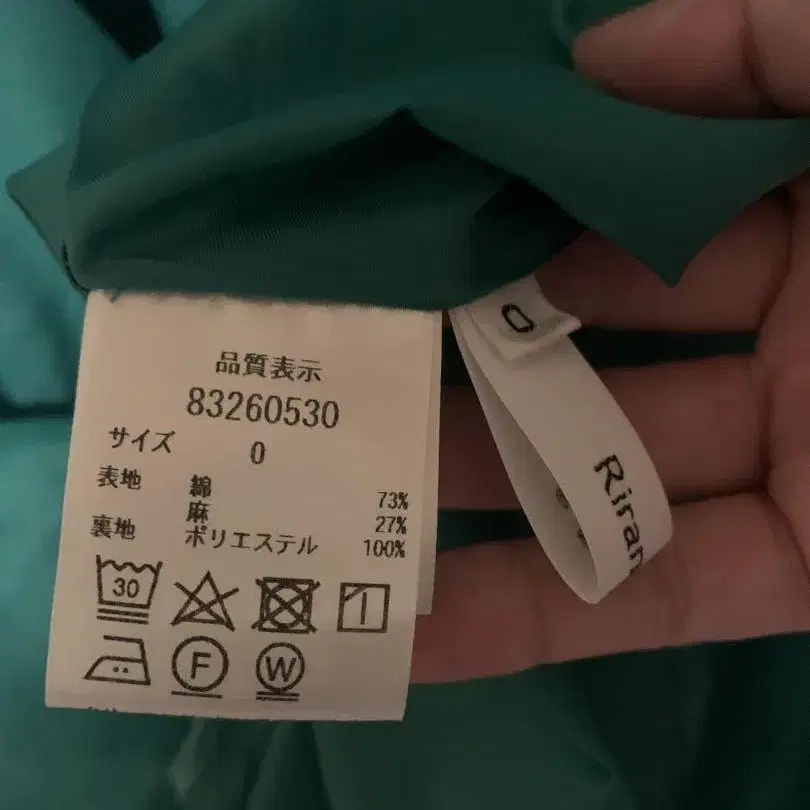 品質表示
83260530
サイズ 0
表地 綿 73%
麻 27%
裏地 ポリエステル 100%
30
F
W
0
Riran